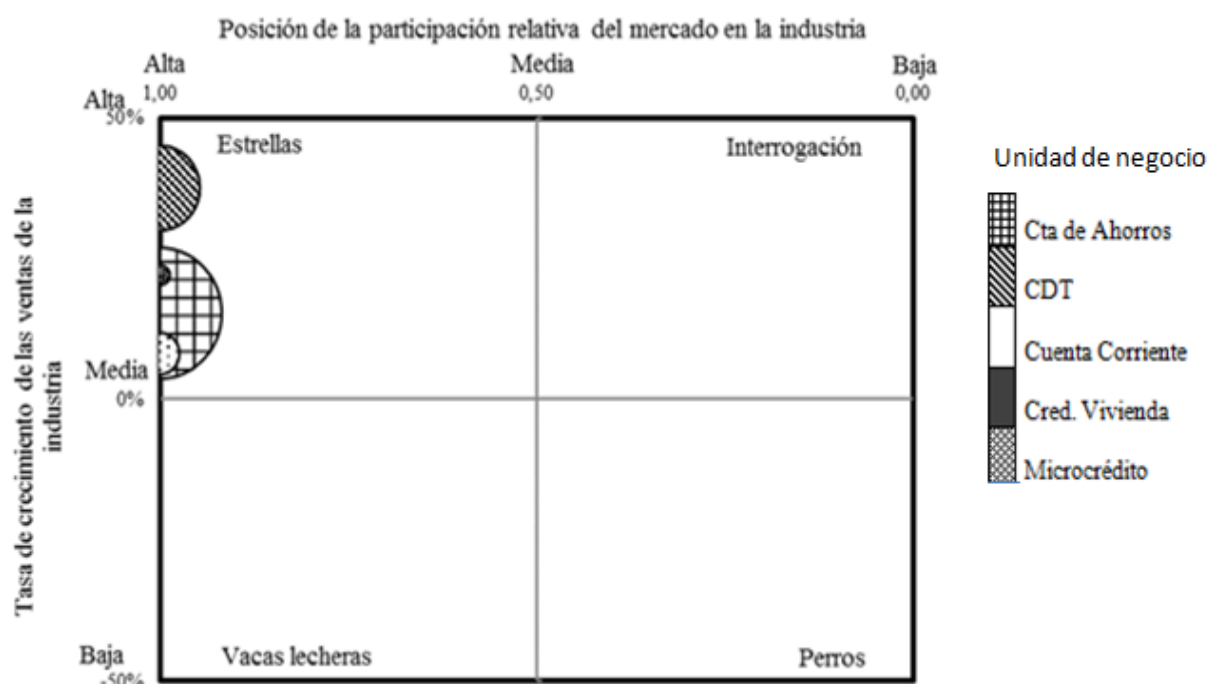 Posición de la participación relativa del mercado en la industria
Alta
Media
Baja
1,00
0,50
0,00
Alta
50%
Estrellas
Interrogación
Tasa de crecimiento de las ventas de la
industria
Media
0%
Vacas lecheras
Perros
Baja
-50%
Unidad de negocio
Cta de Ahorros
CDT
Cuenta Corriente
Cred. Vivienda
Microcrédito